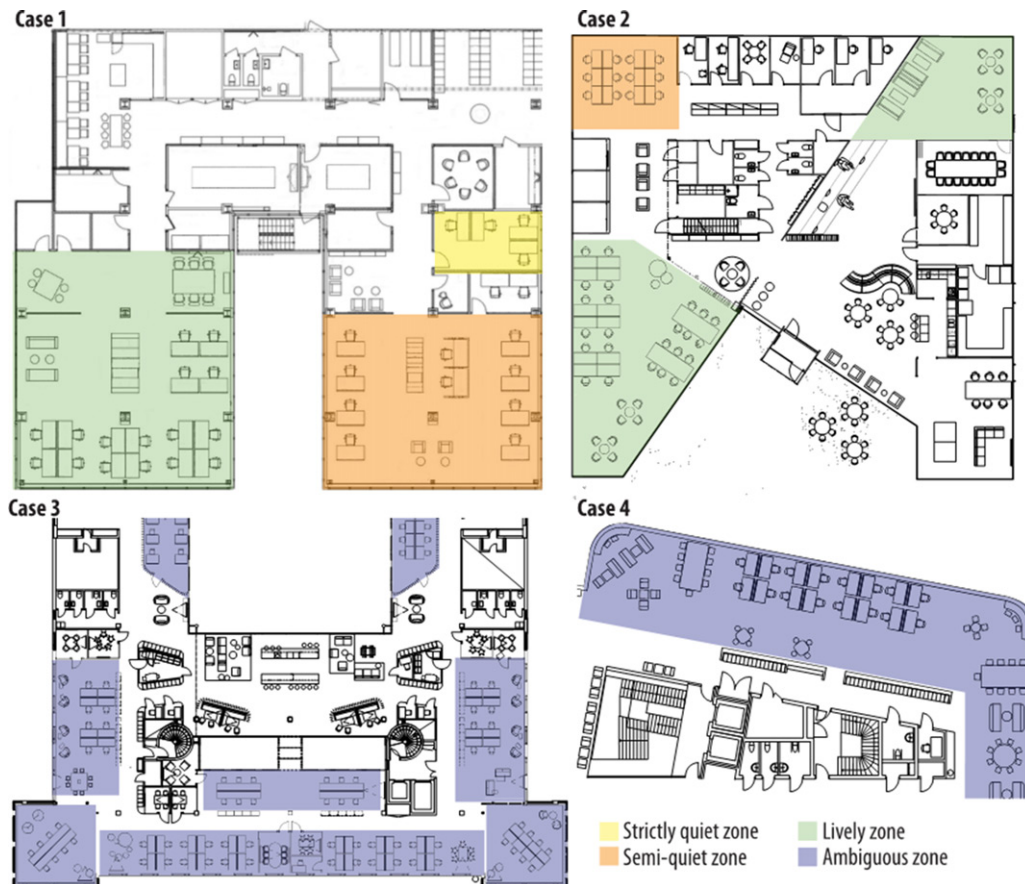 Case 1
Case 2
Case 3
Case 4
Strictly quiet zone
Semi-quiet zone
Lively zone
Ambiguous zone